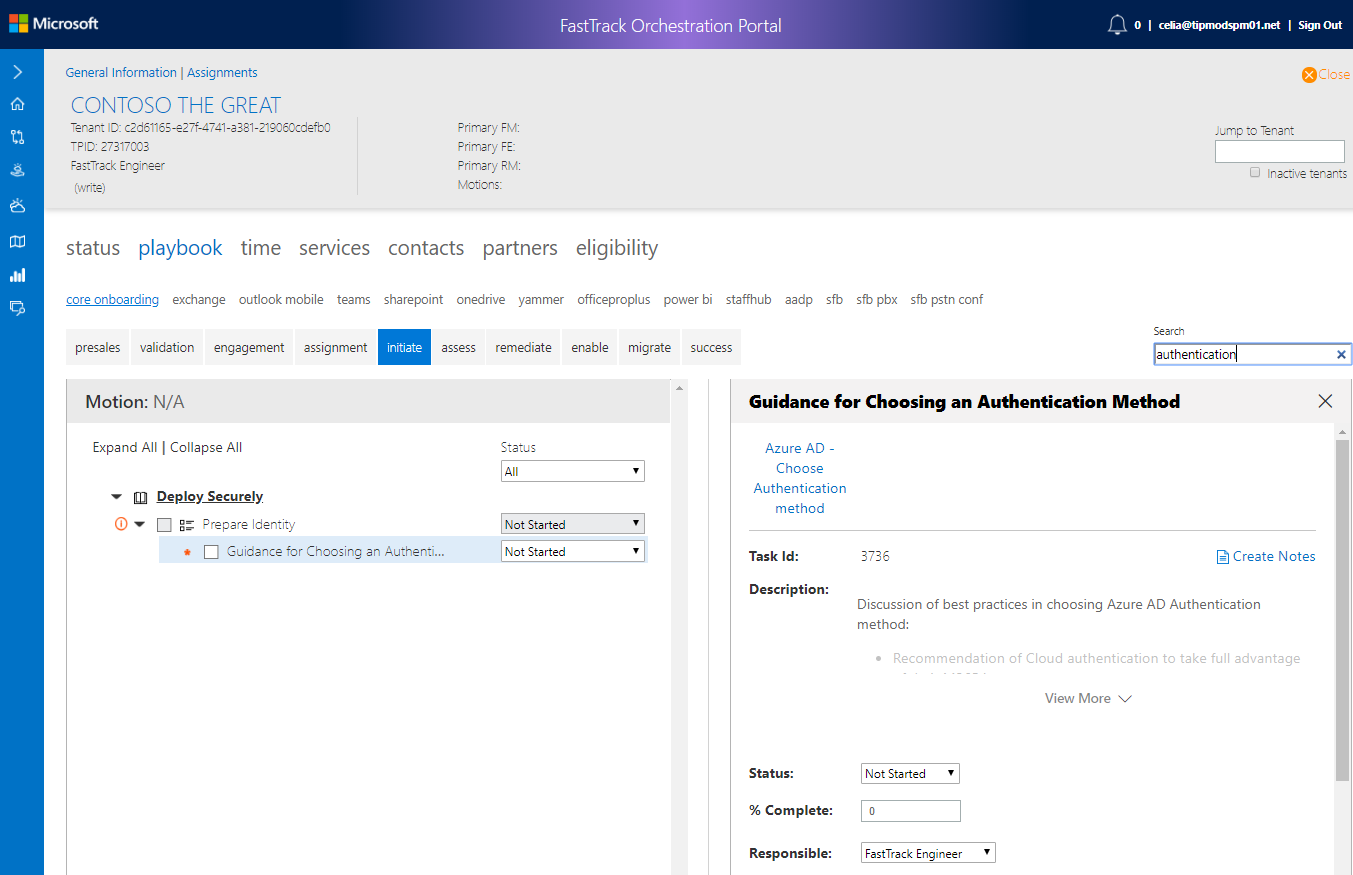 Microsoft
FastTrack Orchestration Portal
0 | celia@tipmodspm01.net | Sign Out
General Information | Assignments
Close
CONTOSO THE GREAT
Tenant ID: c2d61165-e27f-4741-a381-219060cdefb0
TPID: 27317003
FastTrack Engineer
(write)
Primary FM:
Primary FE:
Primary RM:
Motions:
Jump to Tenant
Inactive tenants
status playbook time services contacts partners eligibility
core onboarding exchange outlook mobile teams sharepoint onedrive yammer officeproplus power bi staffhub aadp sfb sfb pbx sfb pstn conf
Search
presales validation engagement assignment initiate assess remediate enable migrate success
authentication
Motion: N/A
Expand All | Collapse All
Status
All
Deploy Securely
Prepare Identity
Not Started
Guidance for Choosing an Authenti...
Not Started
Guidance for Choosing an Authentication Method
Azure AD -
Choose
Authentication
method
Task Id: 3736
Create Notes
Description:
Discussion of best practices in choosing Azure AD Authentication
method:
• Recommendation of Cloud authentication to take full advantage
View More
Status: Not Started
% Complete: 0
Responsible: FastTrack Engineer